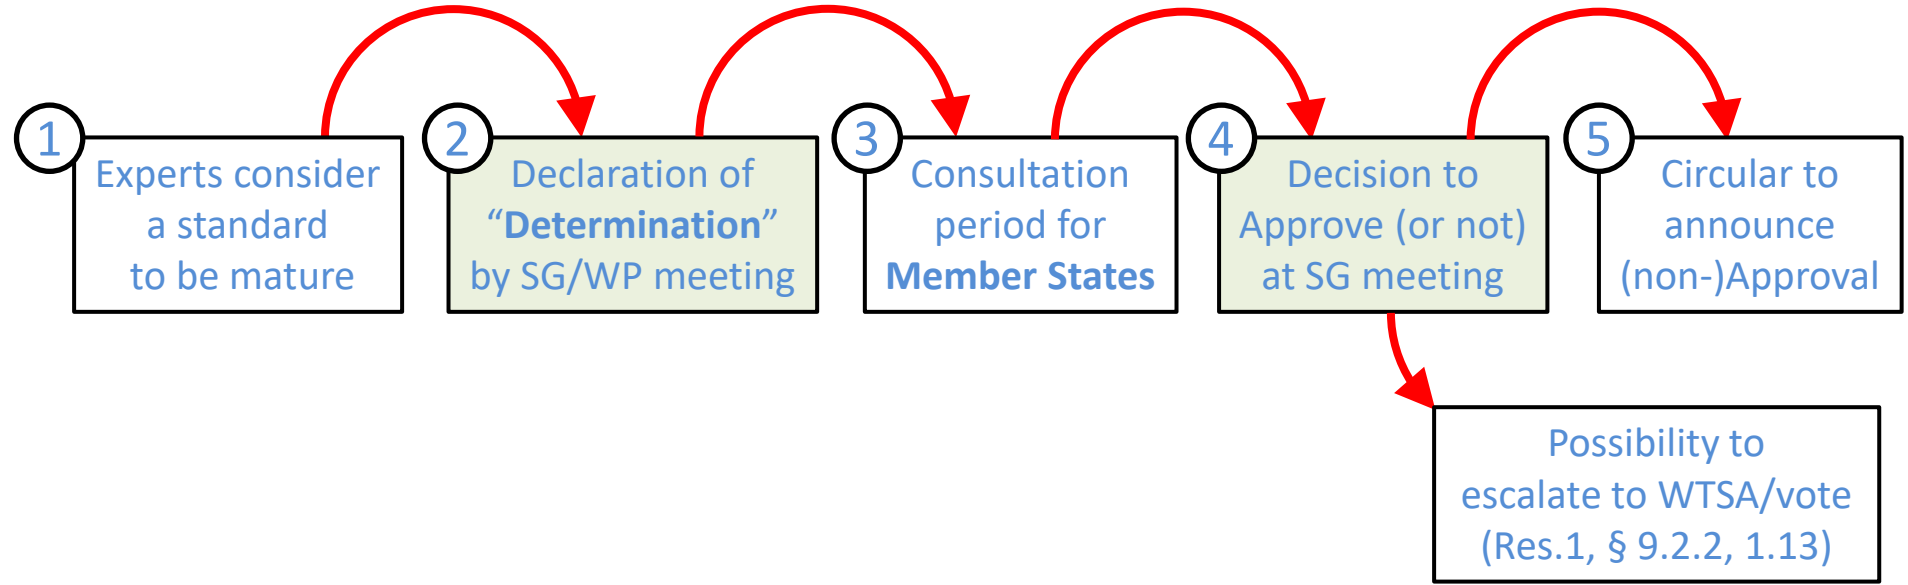 1
Experts consider
a standard
to be mature
2
Declaration of
“Determination”
by SG/WP meeting
3
Consultation
period for
Member States
4
Decision to
Approve (or not)
at SG meeting
5
Circular to
announce
(non-)Approval
Possibility to
escalate to WTSA/vote
(Res.1, § 9.2.2, 1.13)